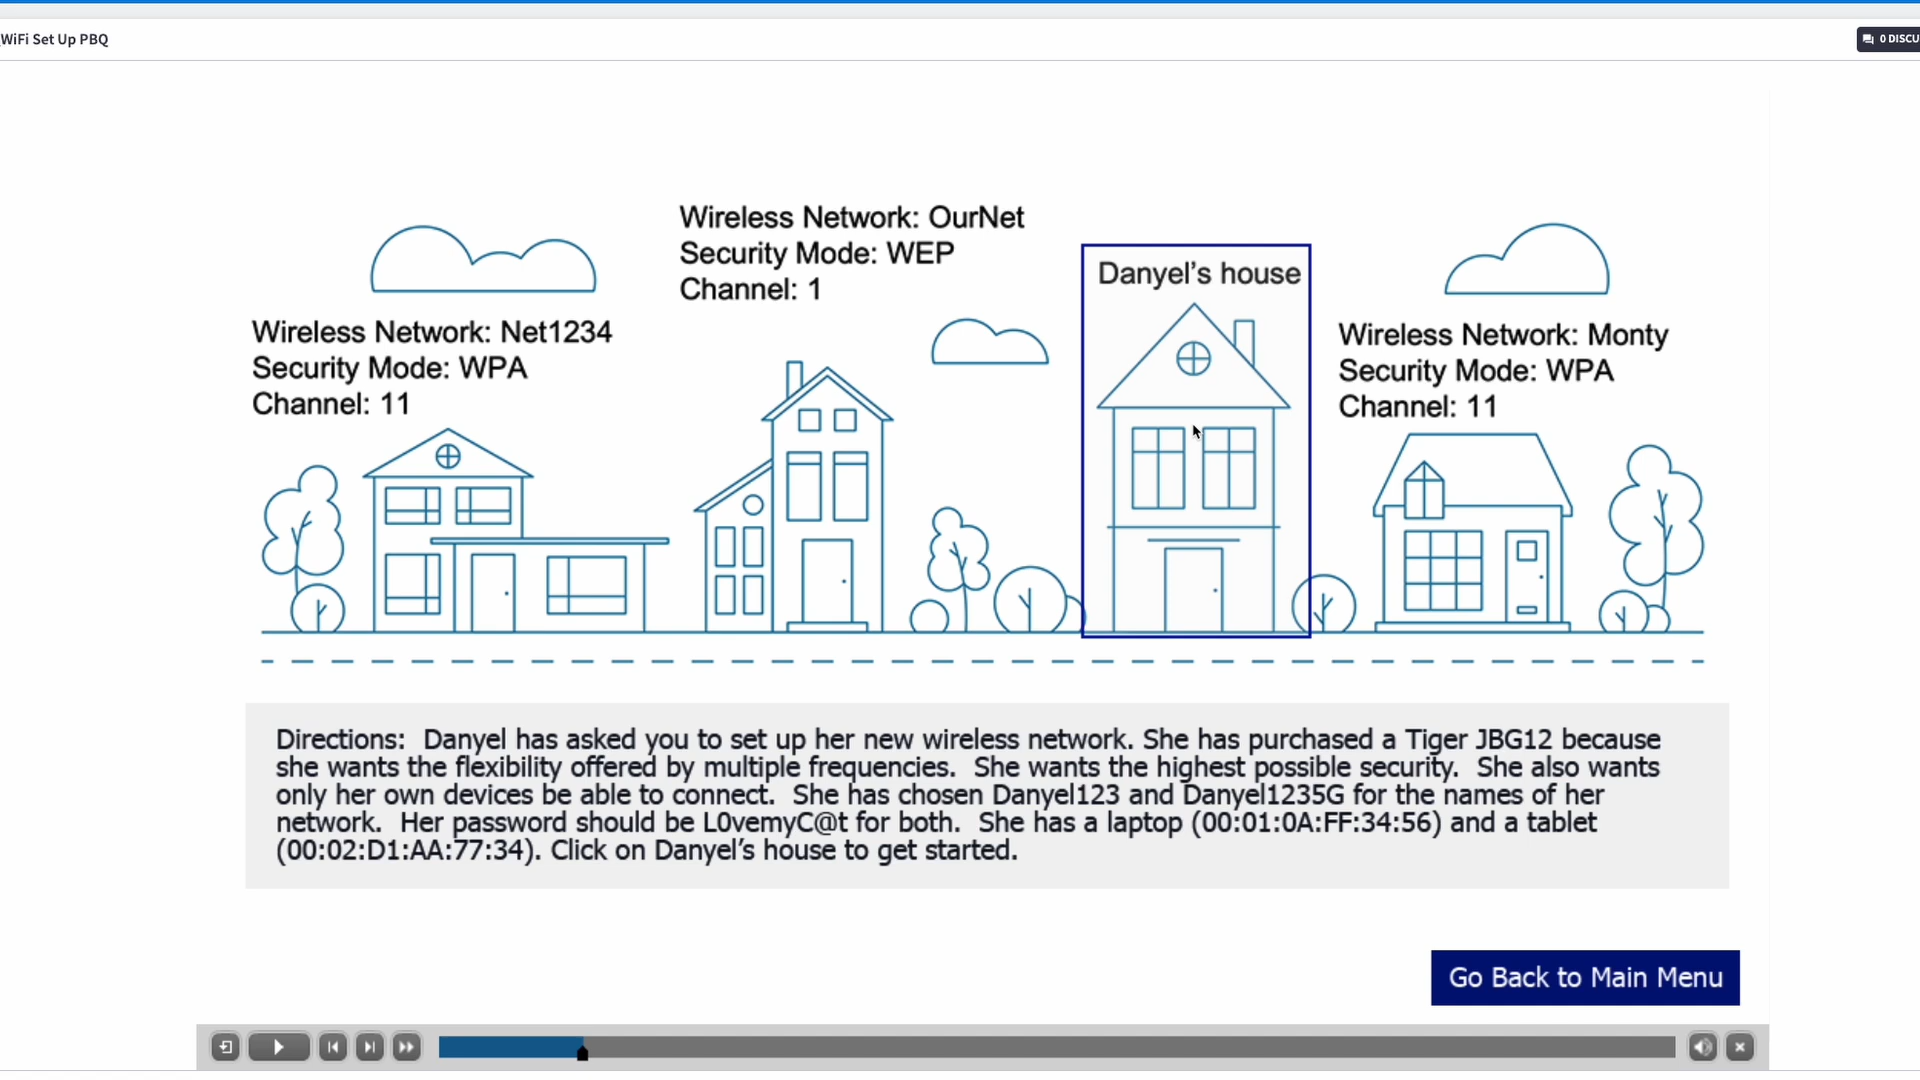 WiFi Set Up PBQ
0 DISCU
Wireless Network: OurNet
Security Mode: WEP
Channel: 1
Danyel's house
Wireless Network: Net1234
Security Mode: WPA
Channel: 11
Wireless Network: Monty
Security Mode: WPA
Channel: 11
Directions: Danyel has asked you to set up her new wireless network. She has purchased a Tiger JBG12 because
she wants the flexibility offered by multiple frequencies. She wants the highest possible security. She also wants
only her own devices be able to connect. She has chosen Danyel123 and Danyel1235G for the names of her
network. Her password should be L0vemyC@t for both. She has a laptop (00:01:0A:FF:34:56) and a tablet
(00:02:D1:AA:77:34). Click on Danyel's house to get started.
Go Back to Main Menu